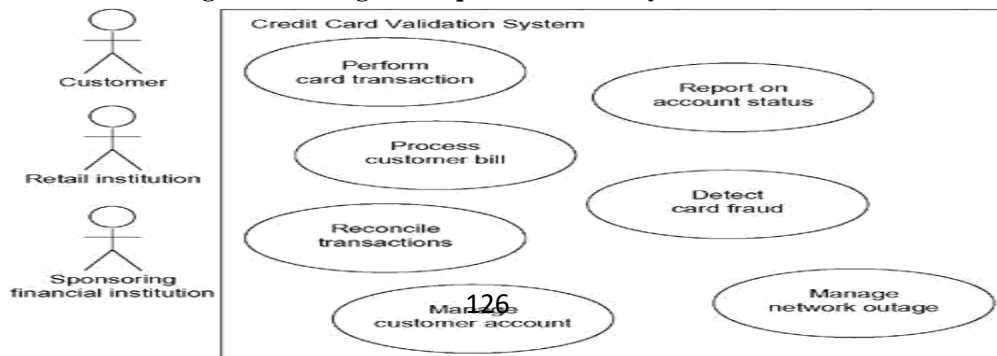 Credit Card Validation System
Customer
Perform
card transaction
Report on
account status
Retail institution
Process
customer bill
Detect
card fraud
Sponsoring
financial institution
Reconcile
transactions
126
Manage
customer account
Manage
network outage